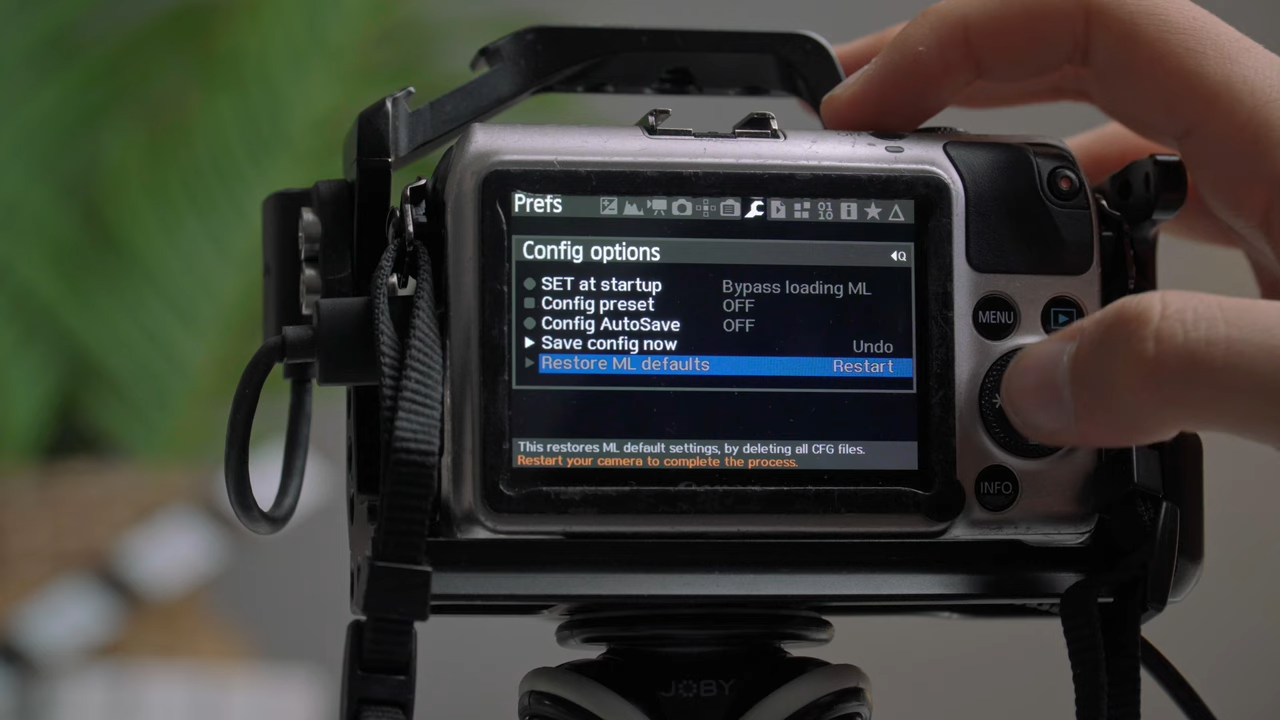 Prefs
Config options
Q
SET at startup Bypass loading ML
Config preset OFF
Config AutoSave OFF
Save config now Undo
Restore ML defaults Restart
This restores ML default settings, by deleting all CFG files.
Restart your camera to complete the process.
MENU
INFO.
JOBY